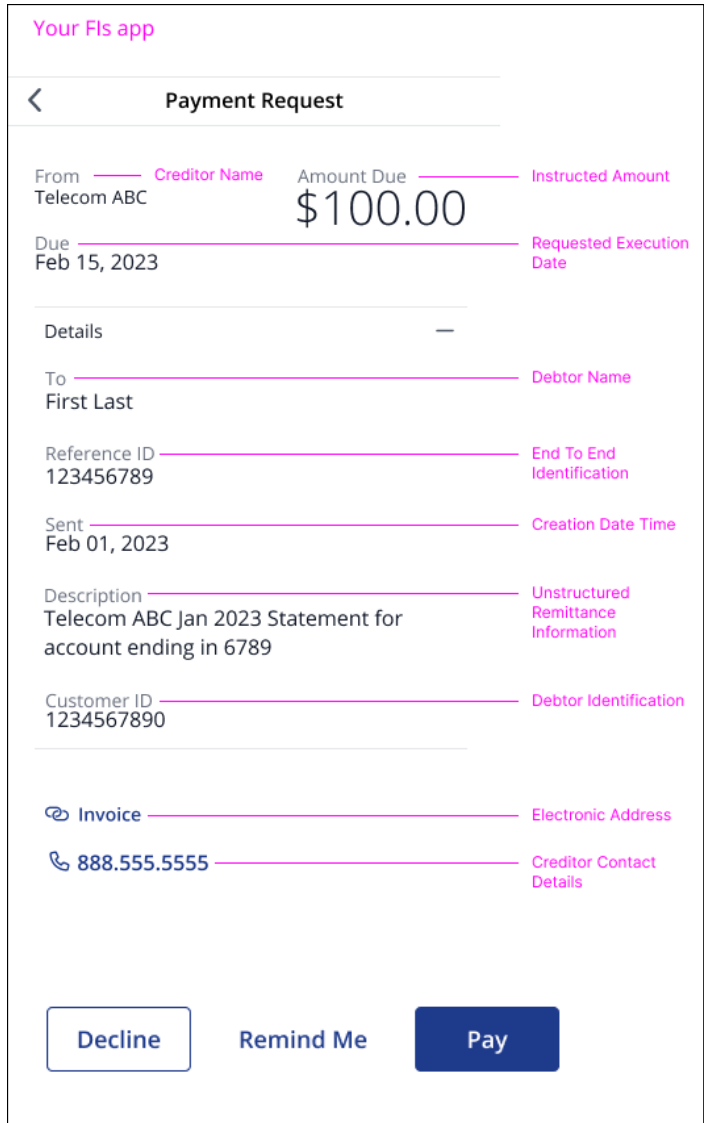 Your FIs app
Payment Request
From
Creditor Name
Amount Due
Instructed Amount
Telecom ABC
$100.00
Due
Requested Execution
Date
Feb 15, 2023
Details
To
Debtor Name
First Last
Reference ID
End To End
Identification
123456789
Sent
Creation Date Time
Feb 01, 2023
Description
Unstructured
Remittance
Information
Telecom ABC Jan 2023 Statement for
account ending in 6789
Customer ID
Debtor Identification
1234567890
Invoice
Electronic Address
888.555.5555
Creditor Contact
Details
Decline
Remind Me
Pay